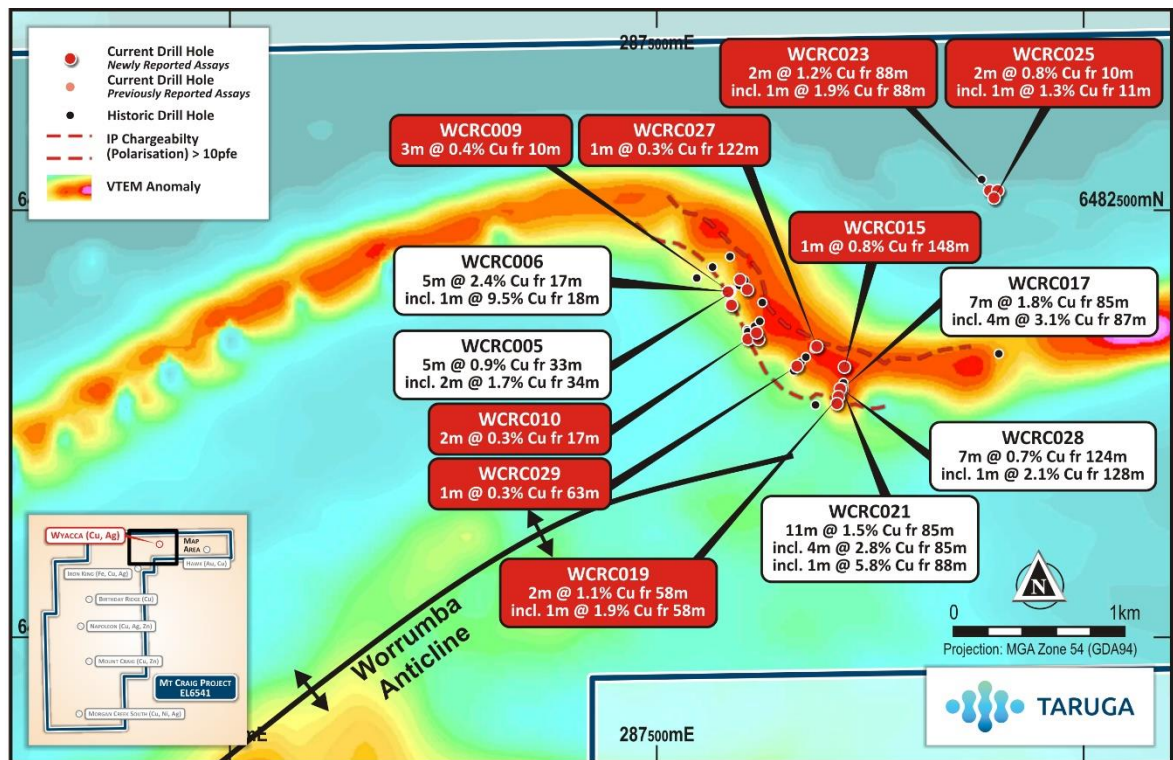 Current Drill Hole
Newly Reported Assays
Current Drill Hole
Previously Reported Assays
Historic Drill Hole
IP Chargeabilty
(Polarisation) > 10pfe
VTEM Anomaly
287500mE
WCRC023
2m @ 1.2% Cu fr 88m
incl. 1m @ 1.9% Cu fr 88m
WCRC025
2m @ 0.8% Cu fr 10m
incl. 1m @ 1.3% Cu fr 11m
WCRC009
3m @ 0.4% Cu fr 10m
WCRC027
1m @ 0.3% Cu fr 122m
64
6482500mN
WCRC015
1m @ 0.8% Cu fr 148m
WCRC006
5m @ 2.4% Cu fr 17m
incl. 1m @ 9.5% Cu fr 18m
WCRC017
7m @ 1.8% Cu fr 85m
incl. 4m @ 3.1% Cu fr 87m
WCRC005
5m @ 0.9% Cu fr 33m
incl. 2m @ 1.7% Cu fr 34m
WCRC010
2m @ 0.3% Cu fr 17m
WCRC029
1m @ 0.3% Cu fr 63m
WCRC028
7m @ 0.7% Cu fr 124m
incl. 1m @ 2.1% Cu fr 128m
WCRC021
11m @ 1.5% Cu fr 85m
incl. 4m @ 2.8% Cu fr 85m
incl. 1m @ 5.8% Cu fr 88m
WCRC019
2m @ 1.1% Cu fr 58m
incl. 1m @ 1.9% Cu fr 58m
Worrumba
Anticline
N
0 1km
Projection: MGA Zone 54 (GDA94)
WYACCA (Cu, Ag)
MAP
AREA
HAWK (Au, Cu)
IRON KING (Fe, Cu, Ag)
BIRTHDAY RIDGE (Cu)
NAPOLEON (Cu, Ag, Zn)
MOUNT CRAIG (Cu, Zn)
MT CRAIG PROJECT
EL6541
MORGAN CREEK SOUTH (Cu, Ni, Ag)
64
mE
287500mE
TARUGA